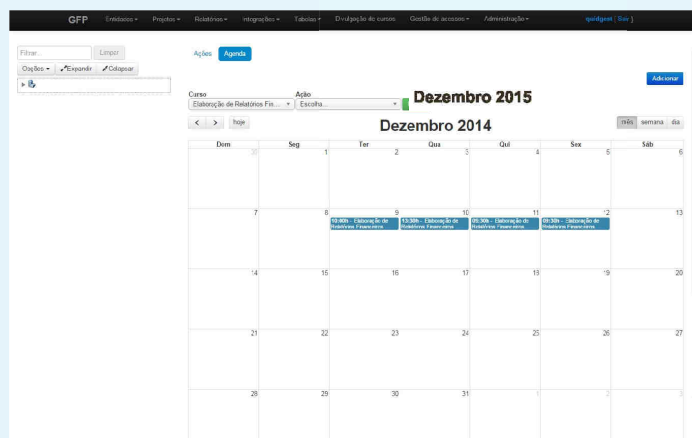 GFP Entidades Projetos Relatórios Integrações Tabelas Divulgação de cursos Gestão de acessos Administração quidgest [ Sair ]
Filtrar... Limpar
Opções Expandir Colapsar
Ações Agenda
Adicionar
Curso Ação
Elaboração de Relatórios Fin... Escolha...
Dezembro 2015
hoje
Dezembro 2014
mês semana dia
Dom Seg Ter Qua Qui Sex Sáb
30 1 2 3 4 5 6
7 8 9 10 11 12 13
10:00h - Elaboração de Relatórios Financeiros
13:30h - Elaboração de Relatórios Financeiros
09:30h - Elaboração de Relatórios Financeiros
09:30h - Elaboração de Relatórios Financeiros
14 15 16 17 18 19 20
21 22 23 24 25 26 27
28 29 30 31 1 2 3